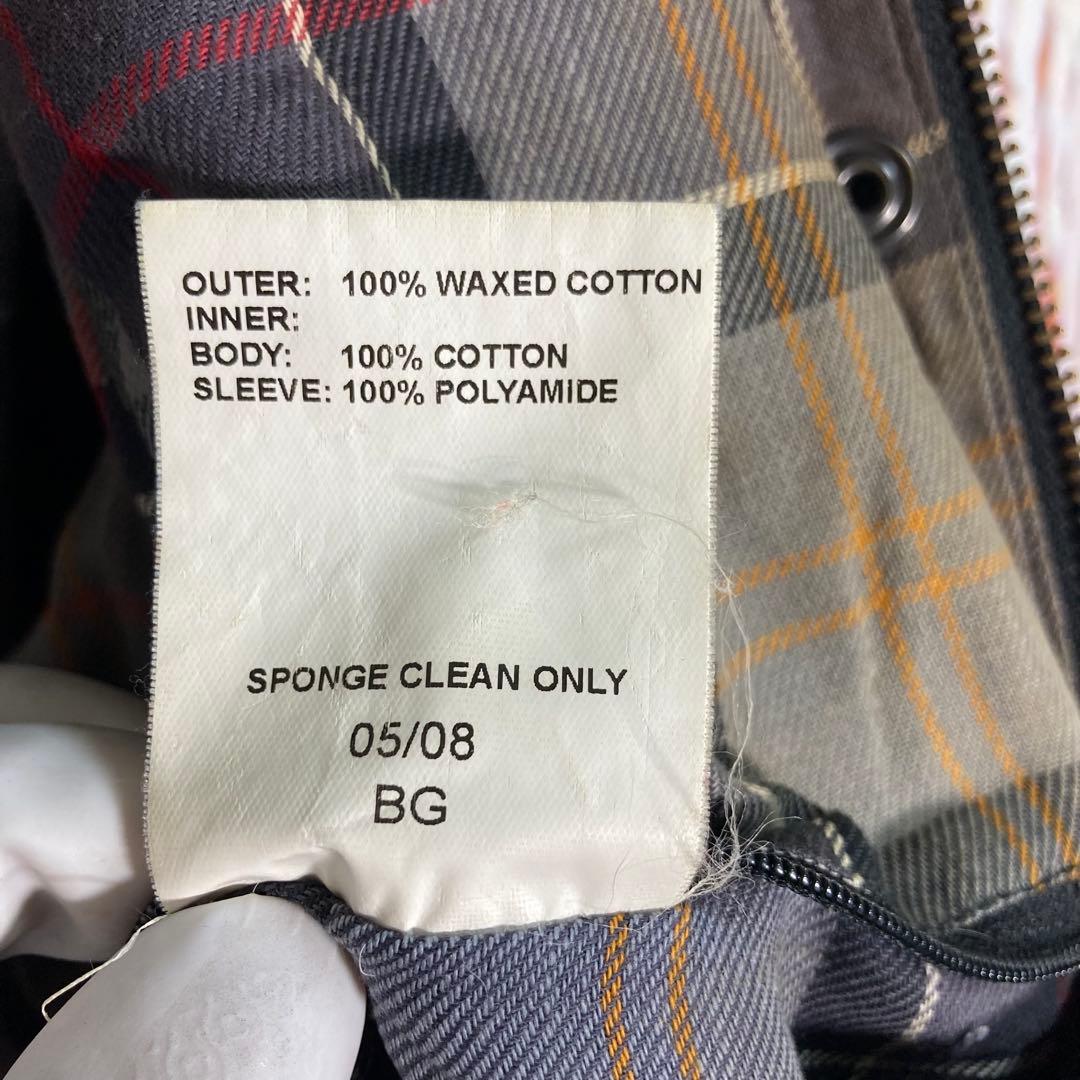 OUTER: 100% WAXED COTTON
INNER:
BODY: 100% COTTON
SLEEVE: 100% POLYAMIDE
SPONGE CLEAN ONLY
05/08
BG